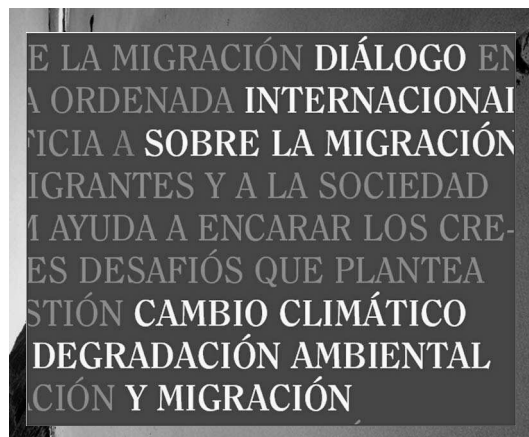 E LA MIGRACIÓN DIÁLOGO EN
A ORDENADA INTERNACIONAL
FICIA A SOBRE LA MIGRACIÓN
IGRANTES Y A LA SOCIEDAD
M AYUDA A ENCARAR LOS CRE-
ES DESAFIÓS QUE PLANTEA
STIÓN CAMBIO CLIMÁTICO
DEGRADACIÓN AMBIENTAL
ACIÓN Y MIGRACIÓN